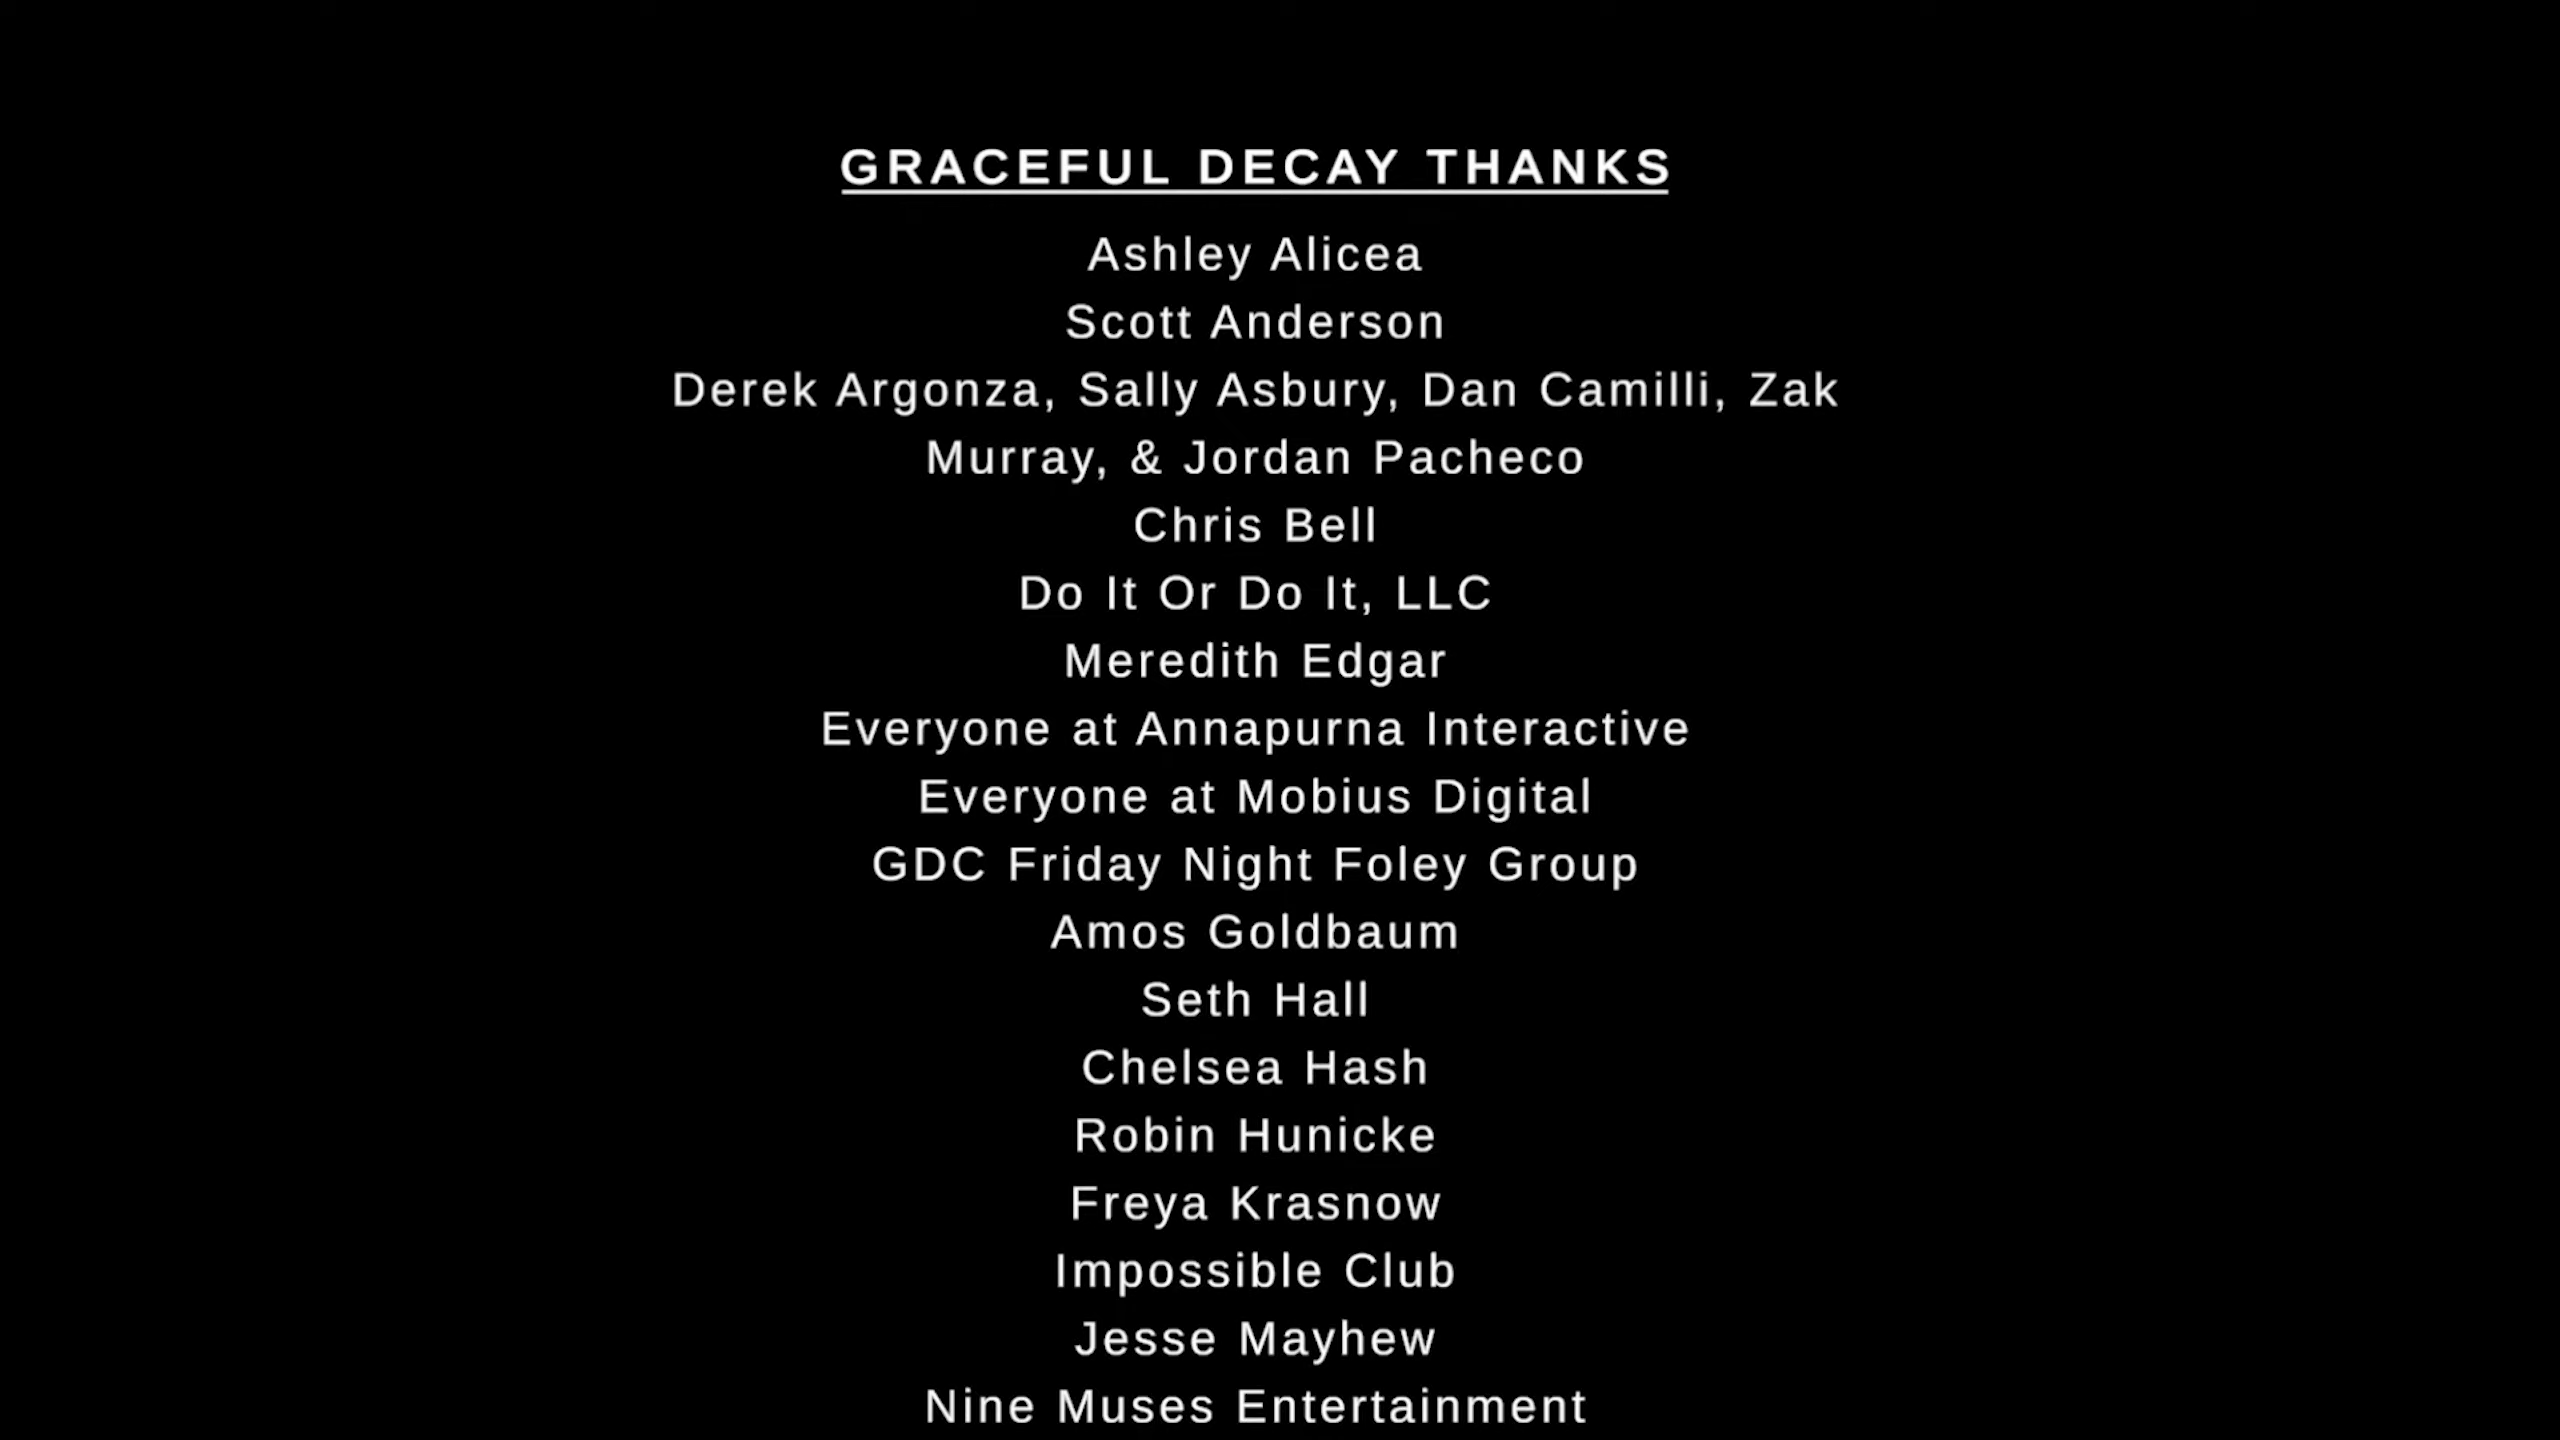 GRACEFUL DECAY THANKS
Ashley Alicea
Scott Anderson
Derek Argonza, Sally Asbury, Dan Camilli, Zak
Murray, & Jordan Pacheco
Chris Bell
Do It Or Do It, LLC
Meredith Edgar
Everyone at Annapurna Interactive
Everyone at Mobius Digital
GDC Friday Night Foley Group
Amos Goldbaum
Seth Hall
Chelsea Hash
Robin Hunicke
Freya Krasnow
Impossible Club
Jesse Mayhew
Nine Muses Entertainment